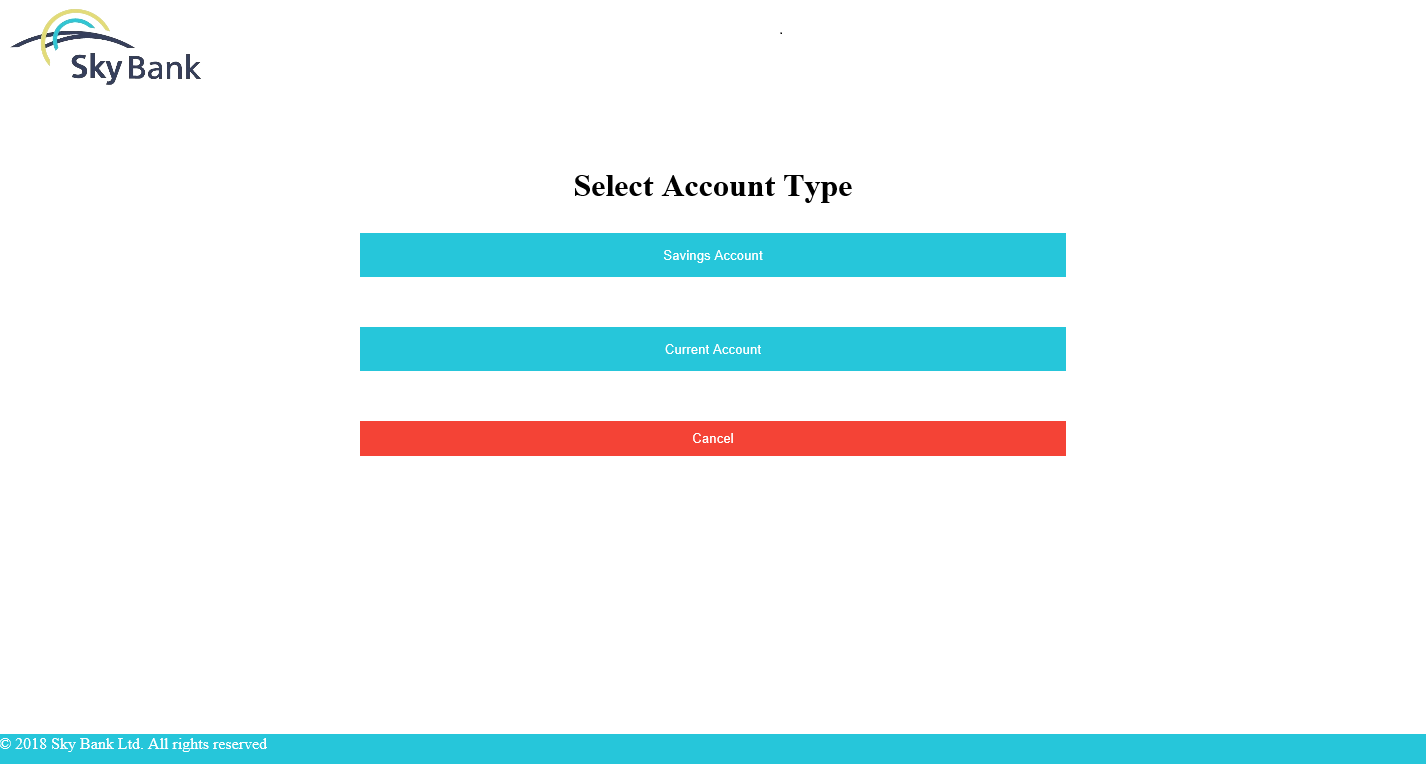 Sky Bank
.
Select Account Type
Savings Account
Current Account
Cancel
© 2018 Sky Bank Ltd. All rights reserved